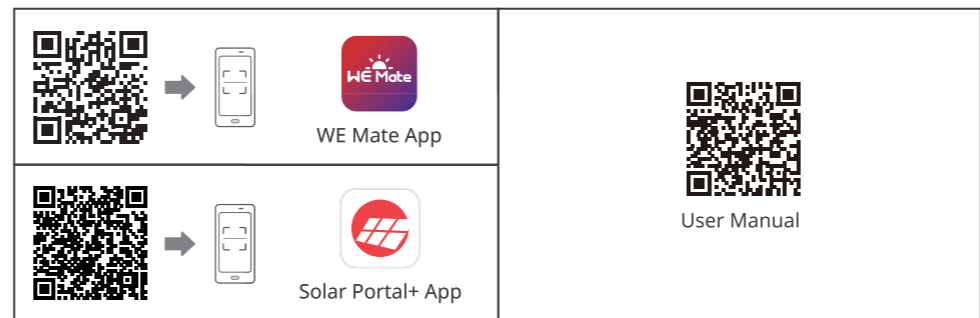 WE Mate
WE Mate App
Solar Portal+ App
User Manual